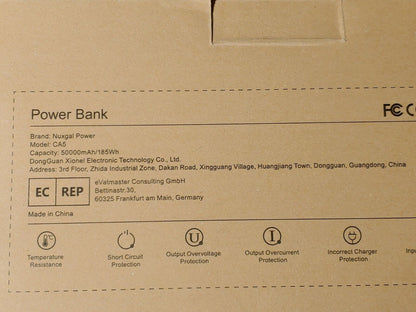 Power Bank
FC
Brand: Nuxgal Power
Model: CA5
Capacity: 50000mAh/185Wh
DongGuan Xionel Electronic Technology Co., Ltd.
Address: 3rd Floor, Zhida Industrial Zone, Dakan Road, Xingguang Village, Huangjiang Town, Dongguan, Guangdong, China
EC REP
eVatmaster Consulting GmbH
Bettinastr.30,
60325 Frankfurt am Main, Germany
Made in China
°C U I
Temperature Resistance
Short Circuit Protection
Output Overvoltage Protection
Output Overcurrent Protection
Incorrect Charger Protection